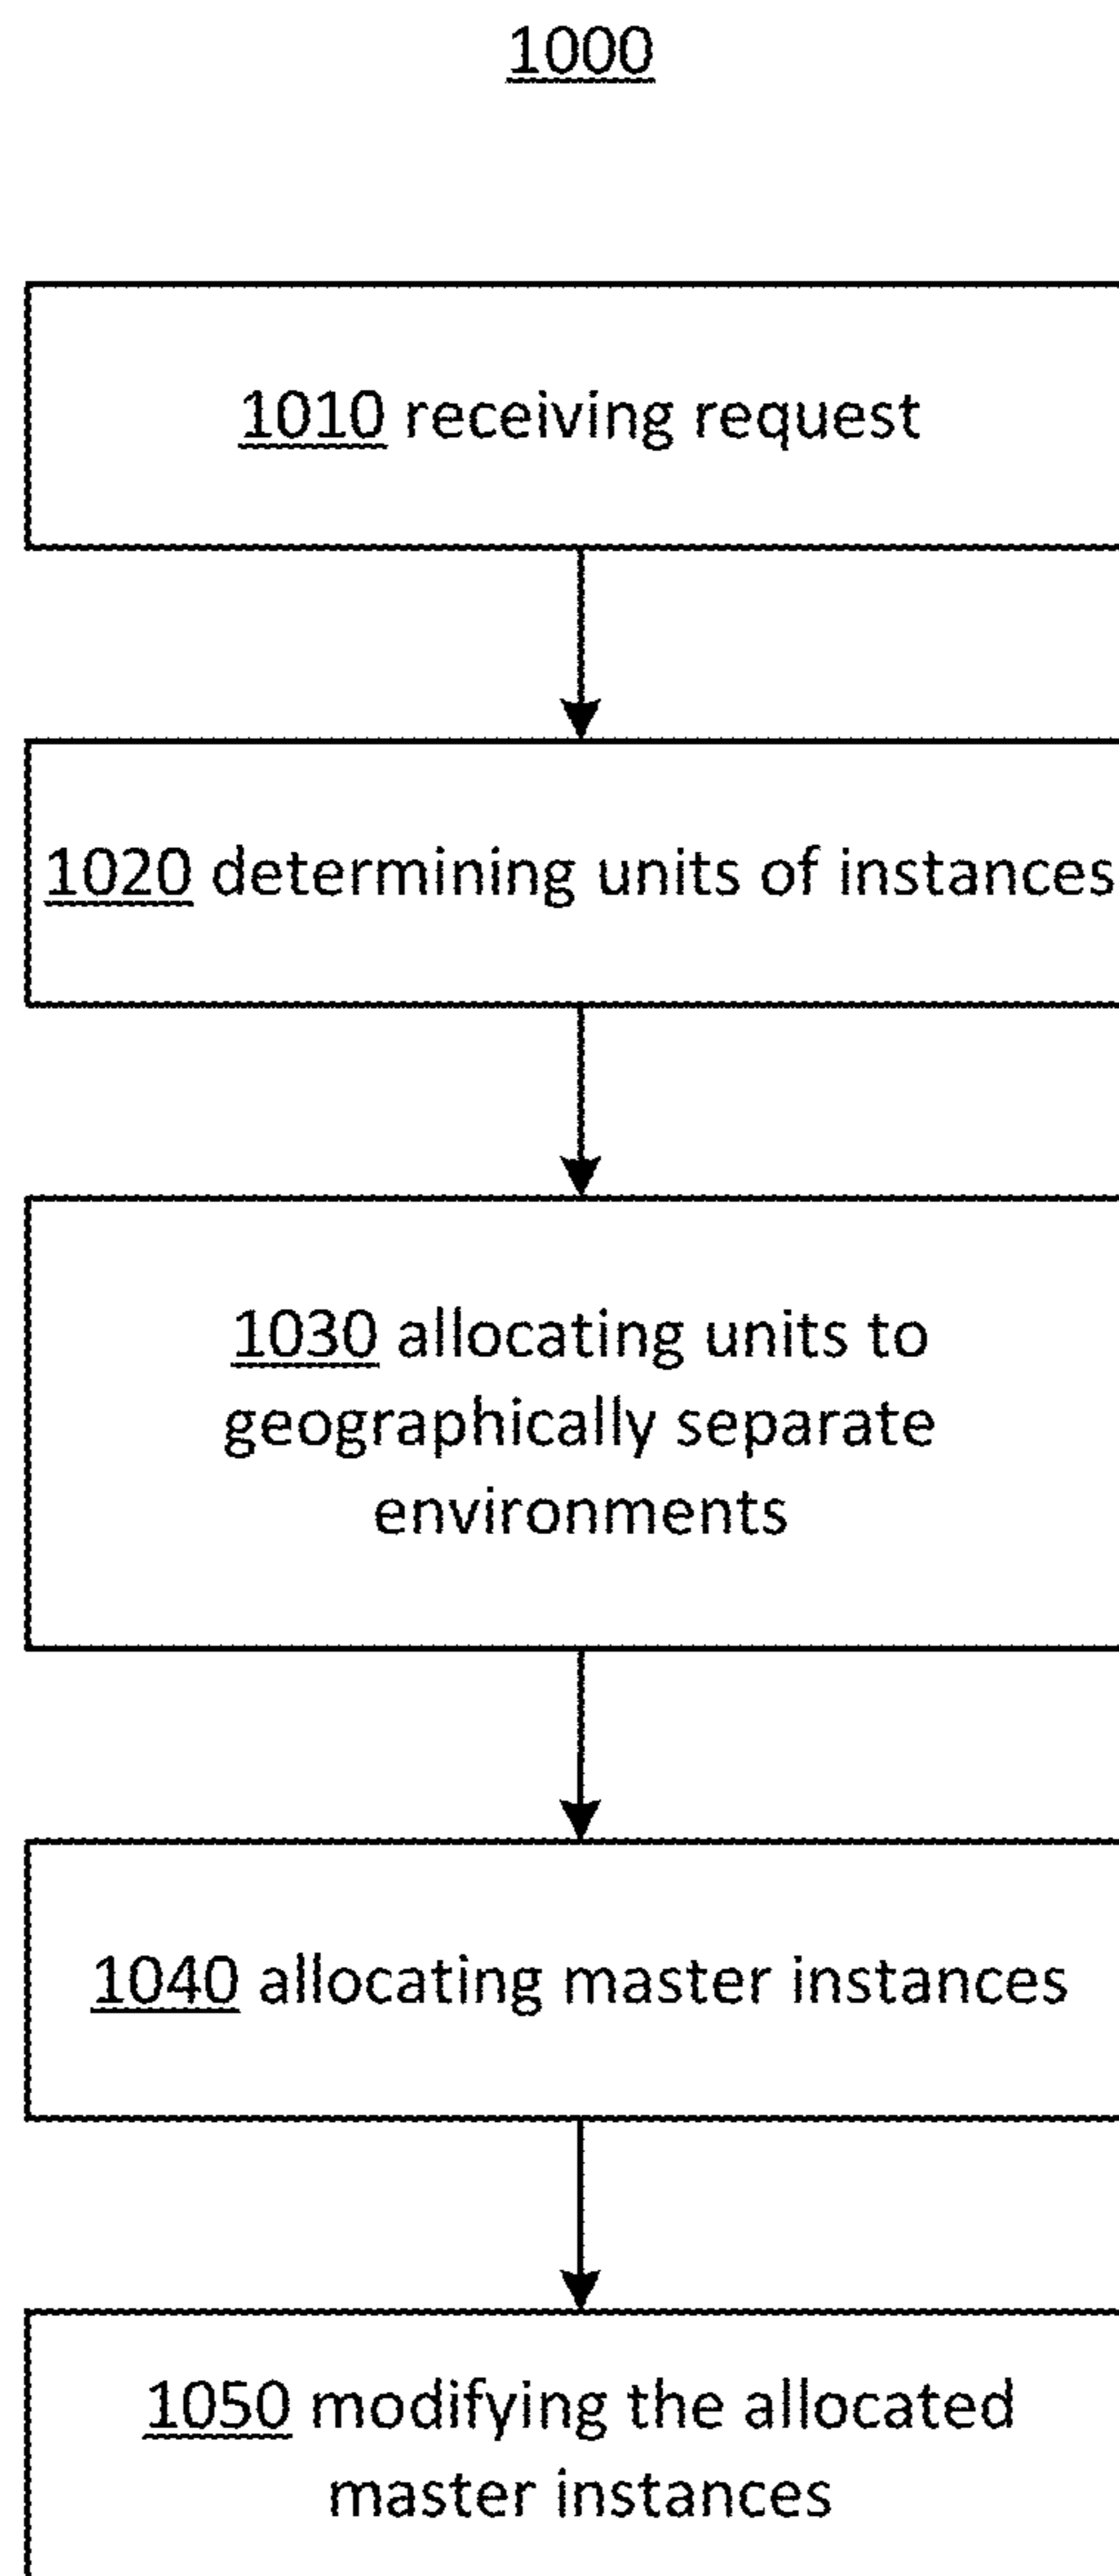 1000
1010 receiving request
1020 determining units of instances
1030 allocating units to
geographically separate
environments
1040 allocating master instances
1050 modifying the allocated
master instances